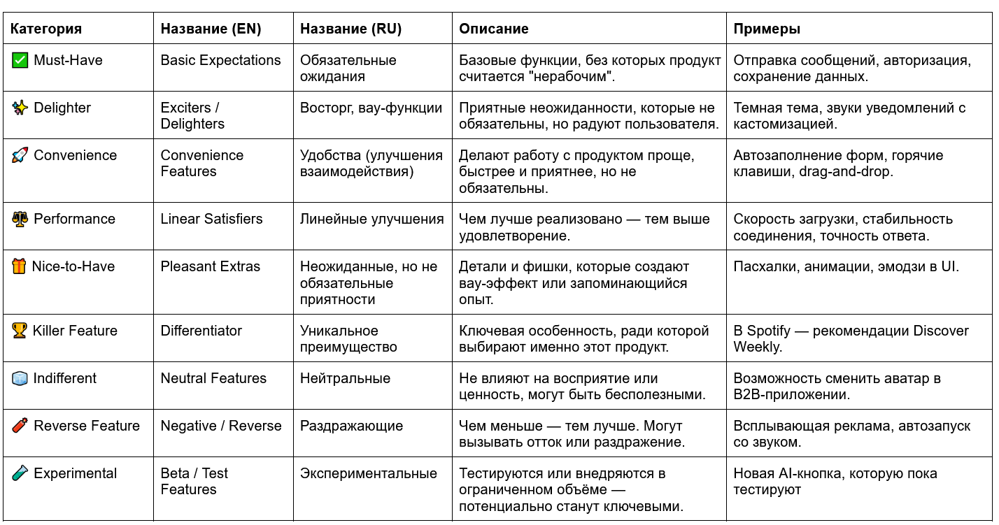 Категория
Название (EN)
Название (RU)
Описание
Примеры
✅ Must-Have
Basic Expectations
Обязательные
ожидания
Базовые функции, без которых продукт
считается "нерабочим".
Отправка сообщений, авторизация,
сохранение данных.
✨ Delighter
Exciters /
Delighters
Восторг, вау-функции
Приятные неожиданности, которые не
обязательны, но радуют пользователя.
Темная тема, звуки уведомлений с
кастомизацией.
🚀 Convenience
Convenience
Features
Удобства (улучшения
взаимодействия)
Делают работу с продуктом проще,
быстрее и приятнее, но не
обязательны.
Автозаполнение форм, горячие
клавиши, drag-and-drop.
⚖️ Performance
Linear Satisfiers
Линейные улучшения
Чем лучше реализовано — тем выше
удовлетворение.
Скорость загрузки, стабильность
соединения, точность ответа.
🎁 Nice-to-Have
Pleasant Extras
Неожиданные, но не
обязательные
приятности
Детали и фишки, которые создают
вау-эффект или запоминающийся
опыт.
Пасхалки, анимации, эмодзи в UI.
🏆 Killer Feature
Differentiator
Уникальное
преимущество
Ключевая особенность, ради которой
выбирают именно этот продукт.
В Spotify — рекомендации Discover
Weekly.
🧊 Indifferent
Neutral Features
Нейтральные
Не влияют на восприятие или
ценность, могут быть бесполезными.
Возможность сменить аватар в
B2B-приложении.
🧨 Reverse Feature
Negative / Reverse
Раздражающие
Чем меньше — тем лучше. Могут
вызывать отток или раздражение.
Всплывающая реклама, автозапуск
со звуком.
🧪 Experimental
Beta / Test
Features
Экспериментальные
Тестируются или внедряются в
ограниченном объёме —
потенциально станут ключевыми.
Новая AI-кнопка, которую пока
тестируют